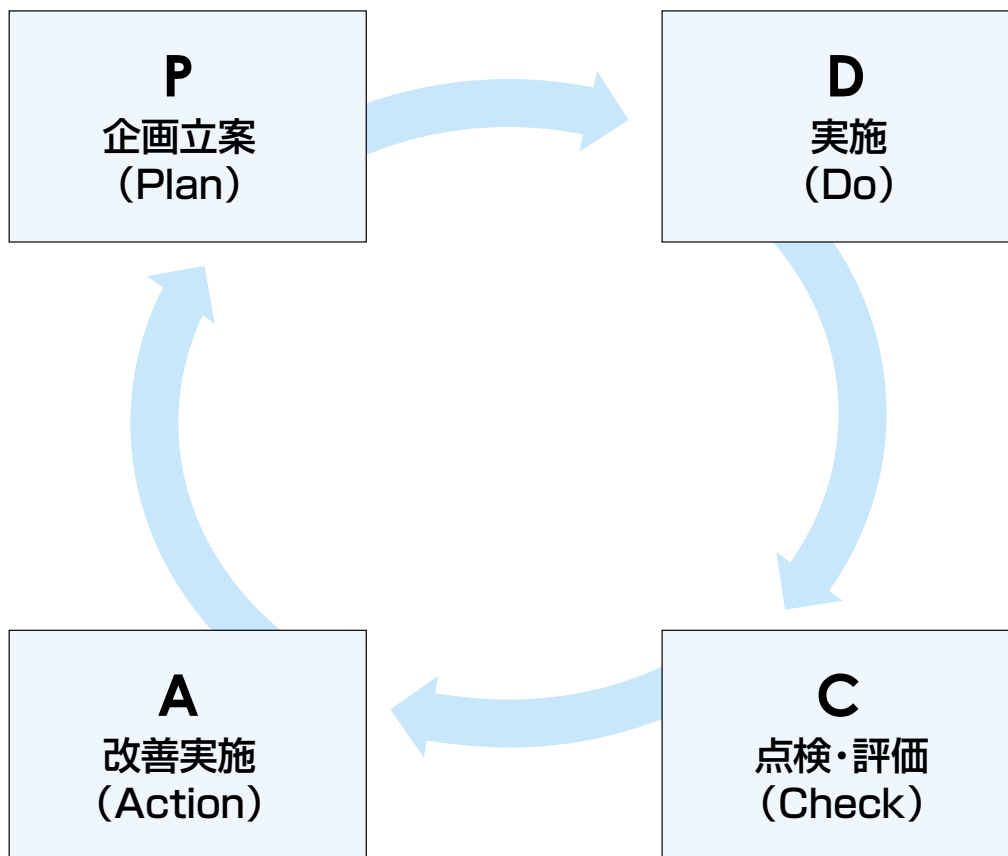 P
企画立案
（Plan）
D
実施
（Do）
A
改善実施
（Action）
C
点検・評価
（Check）